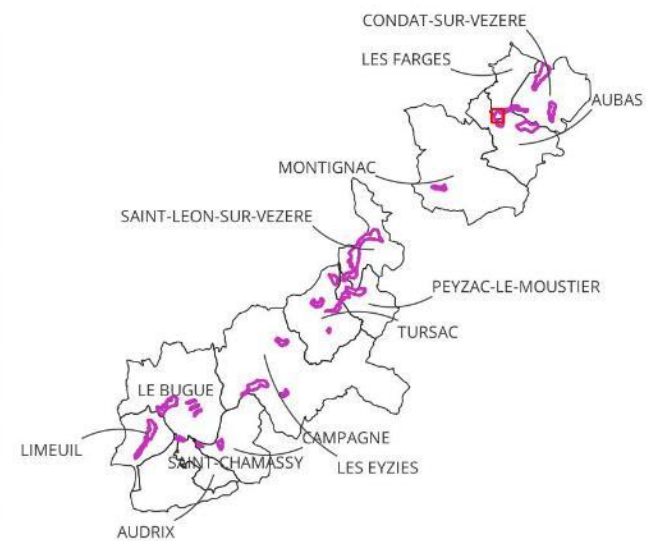 CONDAT-SUR-VEZERE
LES FARGES
AUBAS
MONTIGNAC
SAINT-LEON-SUR-VEZERE
PEYZAC-LE-MOUSTIER
TURSAC
LE BUGUE
CAMPAGNE
LIMEUIL
SAINT-CHAMASSY
LES EYZIES
AUDRIX